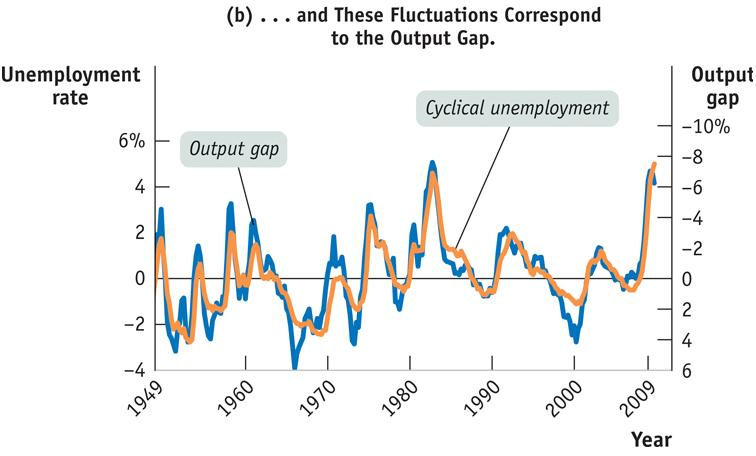 (b) . . . and These Fluctuations Correspond
to the Output Gap.
Unemployment
rate
Output
gap
Cyclical unemployment
Output gap
6%
4
2
0
−2
−4
−10%
−8
−6
−4
−2
0
2
4
6
1949
1960
1970
1980
1990
2000
2009
Year